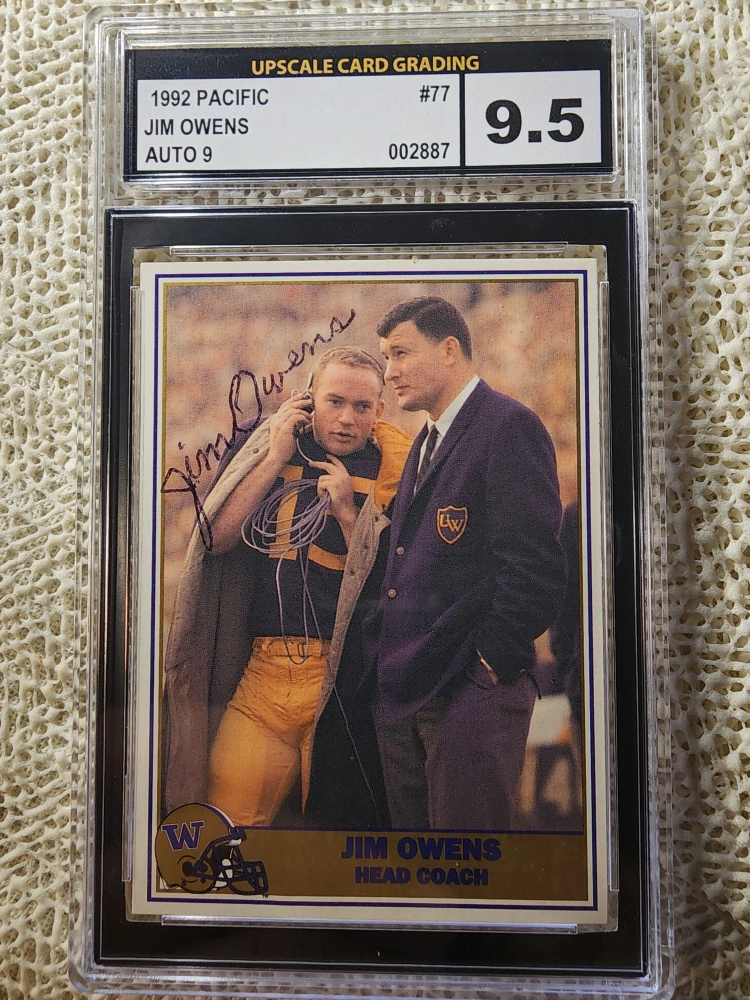 UPSCALE CARD GRADING
1992 PACIFIC #77
JIM OWENS
AUTO 9 002887
9.5
Jim Owens
15
UW
W
JIM OWENS
HEAD COACH